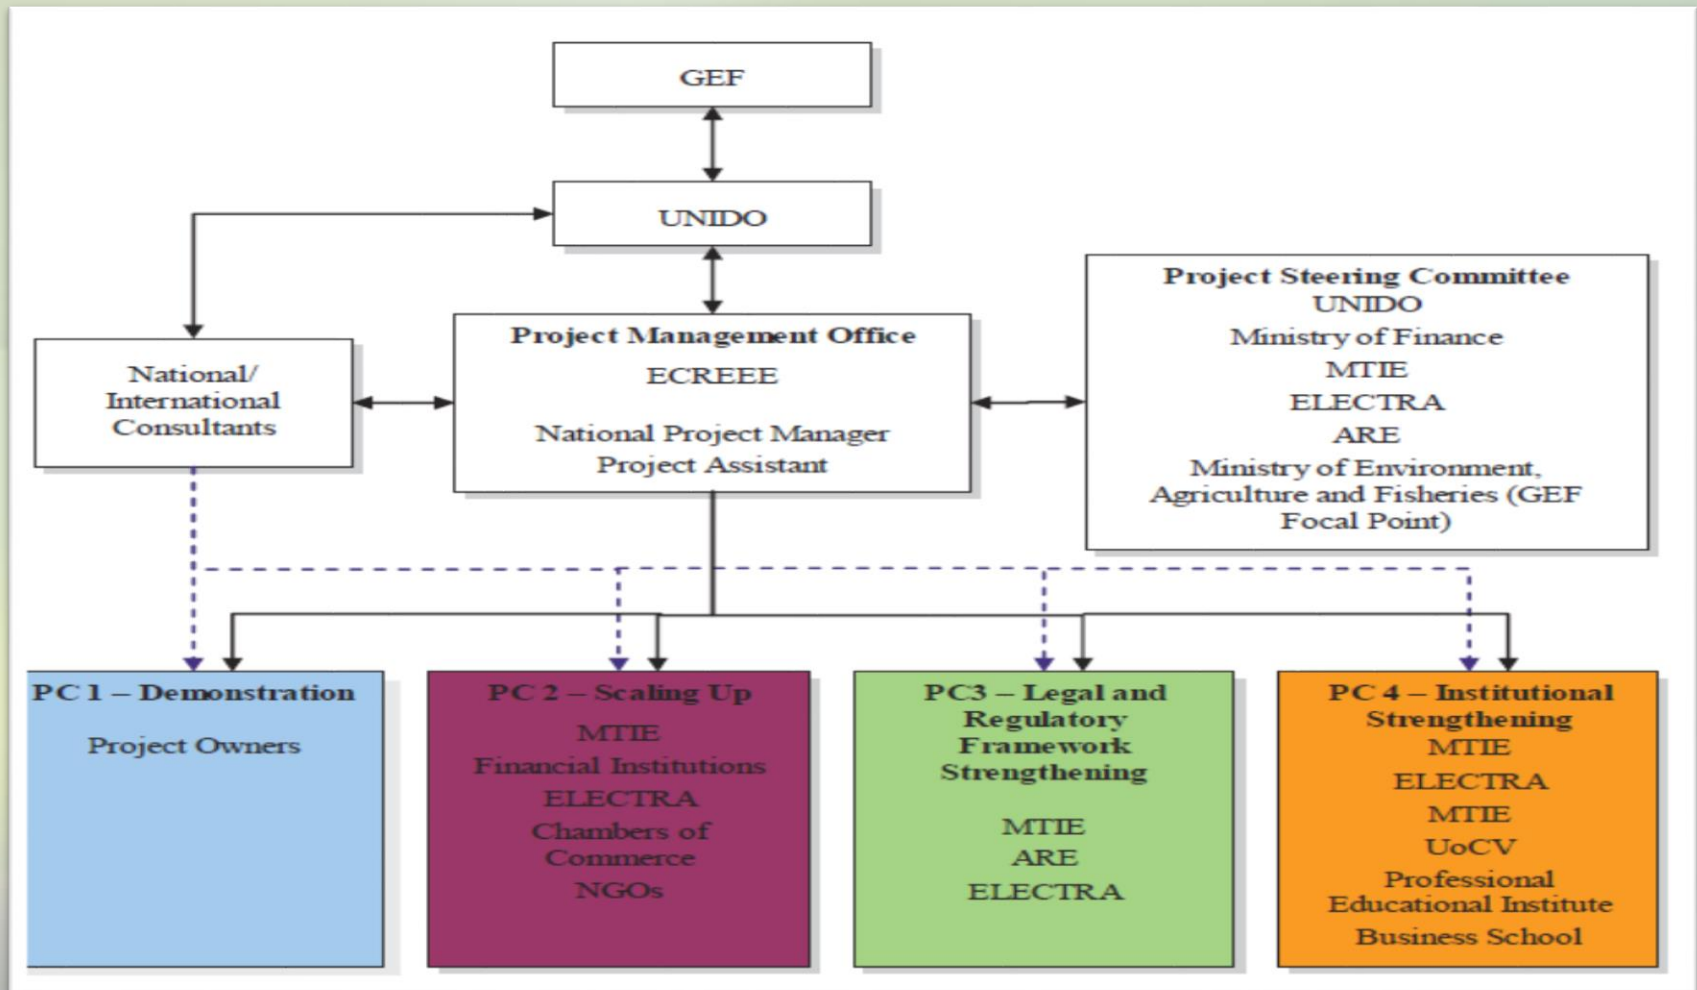 GEF
UNIDO
Project Steering Committee
UNIDO
Ministry of Finance
MTIE
ELECTRA
ARE
Ministry of Environment,
Agriculture and Fisheries (GEF
Focal Point)
Project Management Office
ECREEE
National Project Manager
Project Assistant
National/
International
Consultants
PC 1 – Demonstration
Project Owners
PC 2 – Scaling Up
MTIE
Financial Institutions
ELECTRA
Chambers of
Commerce
NGOs
PC3 – Legal and
Regulatory
Framework
Strengthening
MTIE
ARE
ELECTRA
PC 4 – Institutional
Strengthening
MTIE
ELECTRA
MTIE
UoCV
Professional
Educational Institute
Business School